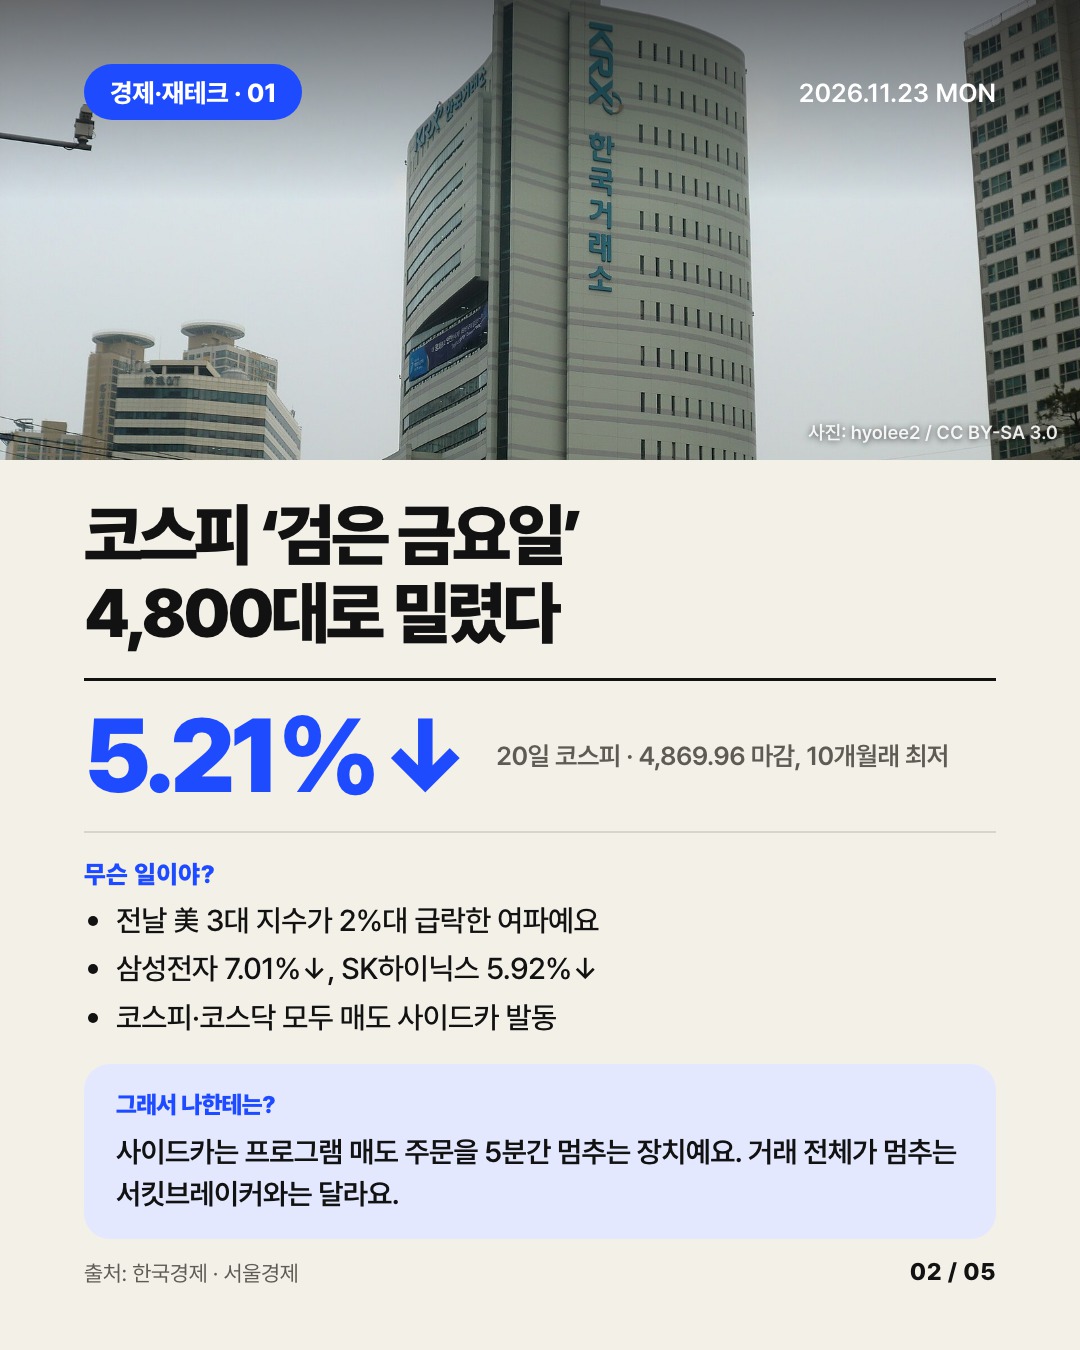 경제·재테크 · 01
2026.11.23 MON
KRX 한국거래소
KRX 한국거래소
사진: hyolee2 / CC BY-SA 3.0
코스피 ‘검은 금요일’
4,800대로 밀렸다
5.21%↓
20일 코스피 · 4,869.96 마감, 10개월래 최저
무슨 일이야?
• 전날 美 3대 지수가 2%대 급락한 여파예요
• 삼성전자 7.01%↓, SK하이닉스 5.92%↓
• 코스피·코스닥 모두 매도 사이드카 발동
그래서 나한테는?
사이드카는 프로그램 매도 주문을 5분간 멈추는 장치예요. 거래 전체가 멈추는
서킷브레이커와는 달라요.
출처: 한국경제 · 서울경제
02 / 05